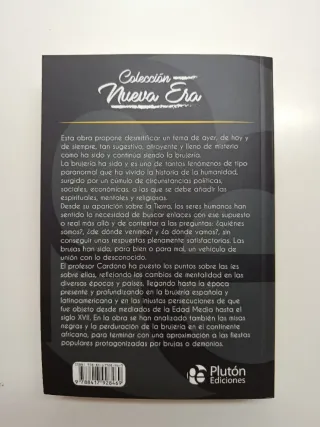 Colección
Nueva Era
Esta obra propone desmitificar un tema de ayer, de hoy y
de siempre, tan sugestivo, atrayente y lleno de misterio
como ha sido y continúa siendo la brujería.
La brujería ha sido y es uno de tantos fenómenos de tipo
paranormal que ha vivido la historia de la humanidad,
surgido por un cúmulo de circunstancias políticas,
sociales, económicas, a las que se debe añadir las
espirituales, mentales y religiosas.
Desde su aparición sobre la Tierra, los seres humanos han
sentido la necesidad de buscar enlaces con ese supuesto
o real más allá y de contestar a las preguntas: ¿quiénes
somos?, ¿de dónde venimos? y ¿a dónde vamos?, sin
conseguir unas respuestas plenamente satisfactorias. Las
brujas han sido, para bien o para mal, un vehículo de
unión con lo desconocido.
El profesor Cardona ha puesto los puntos sobre las íes
sobre ellas, reflejando los cambios de mentalidad en las
diversas épocas y países, llegando hasta la época
presente y profundizando en la brujería española y
latinoamericana y en las injustas persecuciones de que
fue objeto desde mediados de la Edad Media hasta el
siglo XVII. En la obra se han analizado también las misas
negras y la perduración de la brujería en el continente
africano, para terminar con una aproximación a las fiestas
populares protagonizadas por brujas o demonios.
Plutón
Ediciones